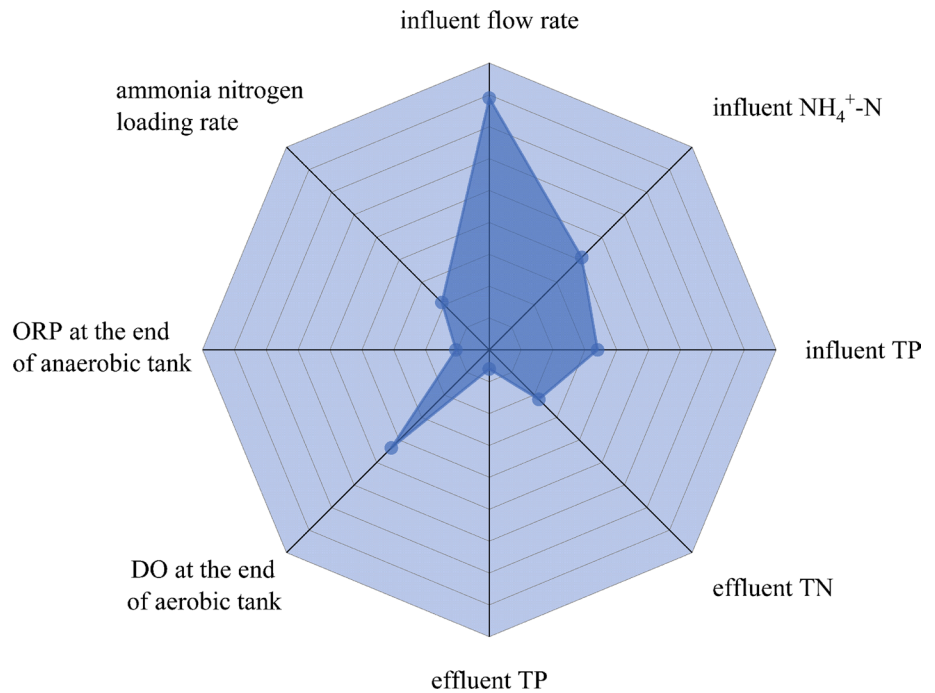 influent flow rate
ammonia nitrogen
loading rate
influent NH₄⁺-N
ORP at the end
of anaerobic tank
influent TP
DO at the end
of aerobic tank
effluent TN
effluent TP